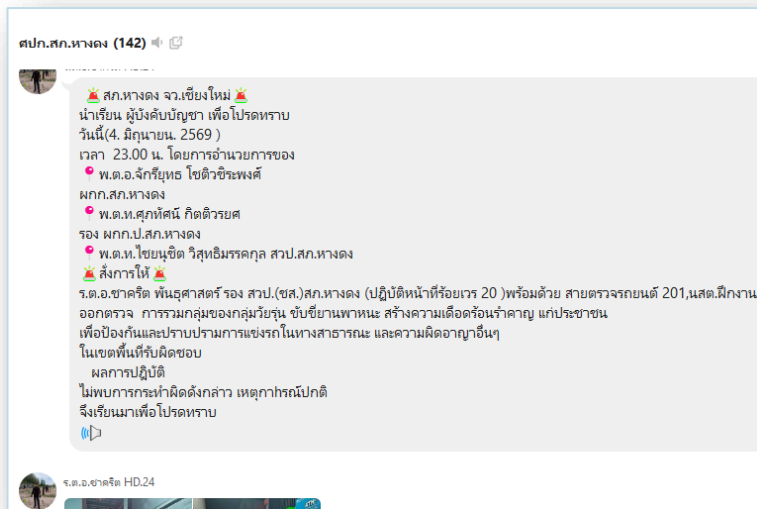 ศปก.สภ.หางดง (142)
🚨 สภ.หางดง จว.เชียงใหม่ 🚨
นำเรียน ผู้บังคับบัญชา เพื่อโปรดทราบ
วันนี้(4. มิถุนายน. 2569 )
เวลา 23.00 น. โดยการอำนวยการของ
📍 พ.ต.อ.จักรียุทธ โชติวชิระพงศ์
ผกก.สภ.หางดง
📍 พ.ต.ท.ศุภทัศน์ กิตติวรยศ
รอง ผกก.ป.สภ.หางดง
📍 พ.ต.ท.ไชยนุชิต วิสุทธิมรรคกุล สวป.สภ.หางดง
🚨 สั่งการให้ 🚨
ร.ต.อ.ชาคริต พันธุศาสตร์ รอง สวป.(ชส.)สภ.หางดง (ปฏิบัติหน้าที่ร้อยเวร 20 )พร้อมด้วย สายตรวจรถยนต์ 201,นสต.ฝึกงาน
ออกตรวจ การรวมกลุ่มของกลุ่มวัยรุ่น ขับขี่ยานพาหนะ สร้างความเดือดร้อนรำคาญ แก่ประชาชน
เพื่อป้องกันและปราบปรามการแข่งรถในทางสาธารณะ และความผิดอาญาอื่นๆ
ในเขตพื้นที่รับผิดชอบ
ผลการปฏิบัติ
ไม่พบการกระทำผิดดังกล่าว เหตุกาhรณ์ปกติ
จึงเรียนมาเพื่อโปรดทราบ
ร.ต.อ.ชาคริต HD.24